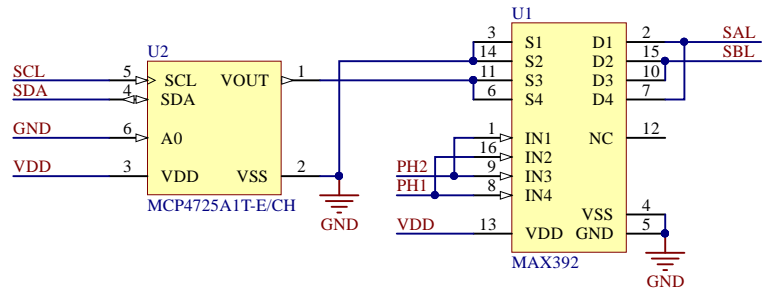 U1
U2
3 S1 D1 2 SAL
14 S2 D2 15 SBL
11 S3 D3 10
6 S4 D4 7
SCL 5 SCL VOUT 1
SDA 4 SDA
GND 6 A0
VDD 3 VDD VSS 2
MCP4725A1T-E/CH
GND
1 IN1 NC 12
16 IN2
PH2 9 IN3
PH1 8 IN4
VSS 4
VDD 13 VDD GND 5
MAX392
GND